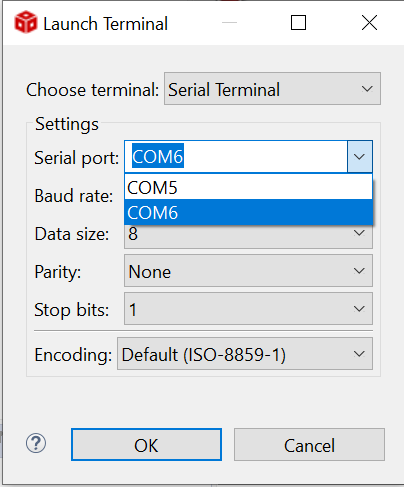 Launch Terminal
Choose terminal: Serial Terminal
Settings
Serial port: COM6
COM5
Baud rate:
COM6
Data size: 8
Parity: None
Stop bits: 1
Encoding: Default (ISO-8859-1)
? OK Cancel